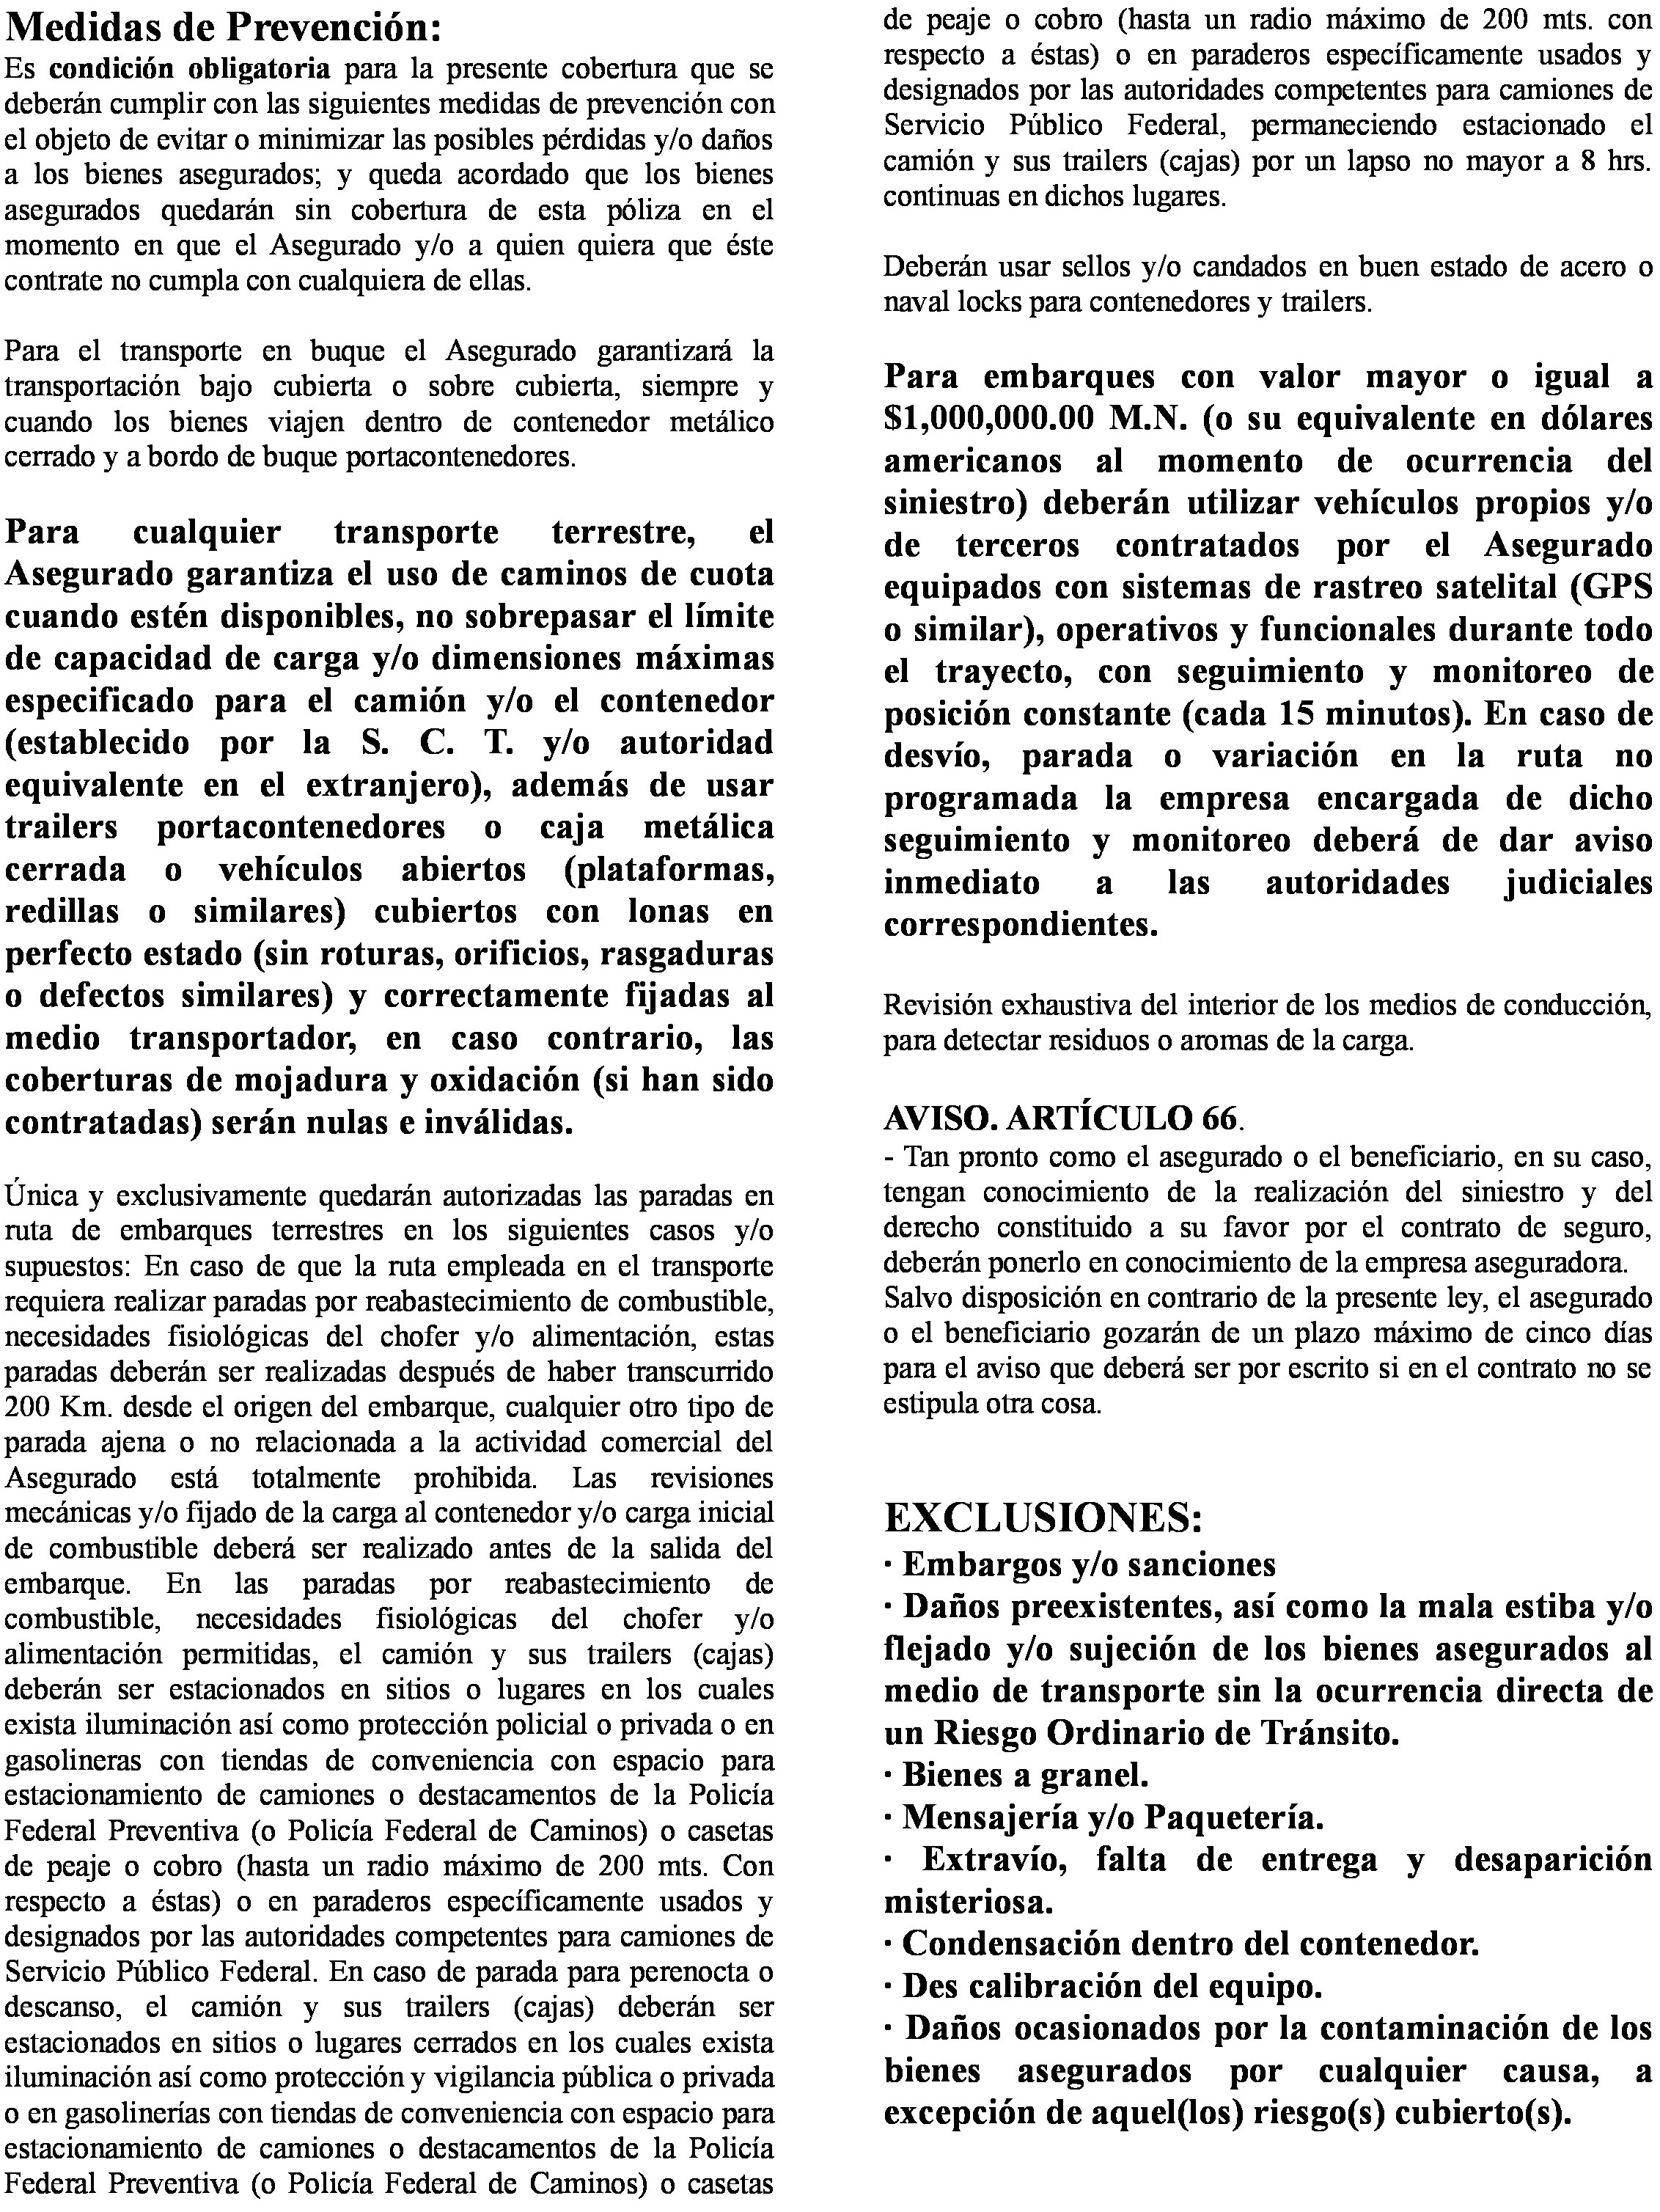 Medidas de Prevención:
Es condición obligatoria para la presente cobertura que se
deberán cumplir con las siguientes medidas de prevención con
el objeto de evitar o minimizar las posibles pérdidas y/o daños
a los bienes asegurados; y queda acordado que los bienes
asegurados quedarán sin cobertura de esta póliza en el
momento en que el Asegurado y/o a quien quiera que éste
contrate no cumpla con cualquiera de ellas.
Para el transporte en buque el Asegurado garantizará la
transportación bajo cubierta o sobre cubierta, siempre y
cuando los bienes viajen dentro de contenedor metálico
cerrado y a bordo de buque portacontenedores.
Para cualquier transporte terrestre, el
Asegurado garantiza el uso de caminos de cuota
cuando estén disponibles, no sobrepasar el límite
de capacidad de carga y/o dimensiones máximas
especificado para el camión y/o el contenedor
(establecido por la S. C. T. y/o autoridad
equivalente en el extranjero), además de usar
trailers portacontenedores o caja metálica
cerrada o vehículos abiertos (plataformas,
redillas o similares) cubiertos con lonas en
perfecto estado (sin roturas, orificios, rasgaduras
o defectos similares) y correctamente fijadas al
medio transportador, en caso contrario, las
coberturas de mojadura y oxidación (si han sido
contratadas) serán nulas e inválidas.
Única y exclusivamente quedarán autorizadas las paradas en
ruta de embarques terrestres en los siguientes casos y/o
supuestos: En caso de que la ruta empleada en el transporte
requiera realizar paradas por reabastecimiento de combustible,
necesidades fisiológicas del chofer y/o alimentación, estas
paradas deberán ser realizadas después de haber transcurrido
200 Km. desde el origen del embarque, cualquier otro tipo de
parada ajena o no relacionada a la actividad comercial del
Asegurado está totalmente prohibida. Las revisiones
mecánicas y/o fijado de la carga al contenedor y/o carga inicial
de combustible deberá ser realizado antes de la salida del
embarque. En las paradas por reabastecimiento de
combustible, necesidades fisiológicas del chofer y/o
alimentación permitidas, el camión y sus trailers (cajas)
deberán ser estacionados en sitios o lugares en los cuales
exista iluminación así como protección policial o privada o en
gasolineras con tiendas de conveniencia con espacio para
estacionamiento de camiones o destacamentos de la Policía
Federal Preventiva (o Policía Federal de Caminos) o casetas
de peaje o cobro (hasta un radio máximo de 200 mts. Con
respecto a éstas) o en paraderos específicamente usados y
designados por las autoridades competentes para camiones de
Servicio Público Federal. En caso de parada para perenocta o
descanso, el camión y sus trailers (cajas) deberán ser
estacionados en sitios o lugares cerrados en los cuales exista
iluminación así como protección y vigilancia pública o privada
o en gasolinerías con tiendas de conveniencia con espacio para
estacionamiento de camiones o destacamentos de la Policía
Federal Preventiva (o Policía Federal de Caminos) o casetas
de peaje o cobro (hasta un radio máximo de 200 mts. con
respecto a éstas) o en paraderos específicamente usados y
designados por las autoridades competentes para camiones de
Servicio Público Federal, permaneciendo estacionado el
camión y sus trailers (cajas) por un lapso no mayor a 8 hrs.
continuas en dichos lugares.
Deberán usar sellos y/o candados en buen estado de acero o
naval locks para contenedores y trailers.
Para embarques con valor mayor o igual a
$1,000,000.00 M.N. (o su equivalente en dólares
americanos al momento de ocurrencia del
siniestro) deberán utilizar vehículos propios y/o
de terceros contratados por el Asegurado
equipados con sistemas de rastreo satelital (GPS
o similar), operativos y funcionales durante todo
el trayecto, con seguimiento y monitoreo de
posición constante (cada 15 minutos). En caso de
desvío, parada o variación en la ruta no
programada la empresa encargada de dicho
seguimiento y monitoreo deberá de dar aviso
inmediato a las autoridades judiciales
correspondientes.
Revisión exhaustiva del interior de los medios de conducción,
para detectar residuos o aromas de la carga.
AVISO. ARTÍCULO 66.
- Tan pronto como el asegurado o el beneficiario, en su caso,
tengan conocimiento de la realización del siniestro y del
derecho constituido a su favor por el contrato de seguro,
deberán ponerlo en conocimiento de la empresa aseguradora.
Salvo disposición en contrario de la presente ley, el asegurado
o el beneficiario gozarán de un plazo máximo de cinco días
para el aviso que deberá ser por escrito si en el contrato no se
estipula otra cosa.
EXCLUSIONES:
· Embargos y/o sanciones
· Daños preexistentes, así como la mala estiba y/o
flejado y/o sujeción de los bienes asegurados al
medio de transporte sin la ocurrencia directa de
un Riesgo Ordinario de Tránsito.
· Bienes a granel.
· Mensajería y/o Paquetería.
· Extravío, falta de entrega y desaparición
misteriosa.
· Condensación dentro del contenedor.
· Des calibración del equipo.
· Daños ocasionados por la contaminación de los
bienes asegurados por cualquier causa, a
excepción de aquel(los) riesgo(s) cubierto(s).